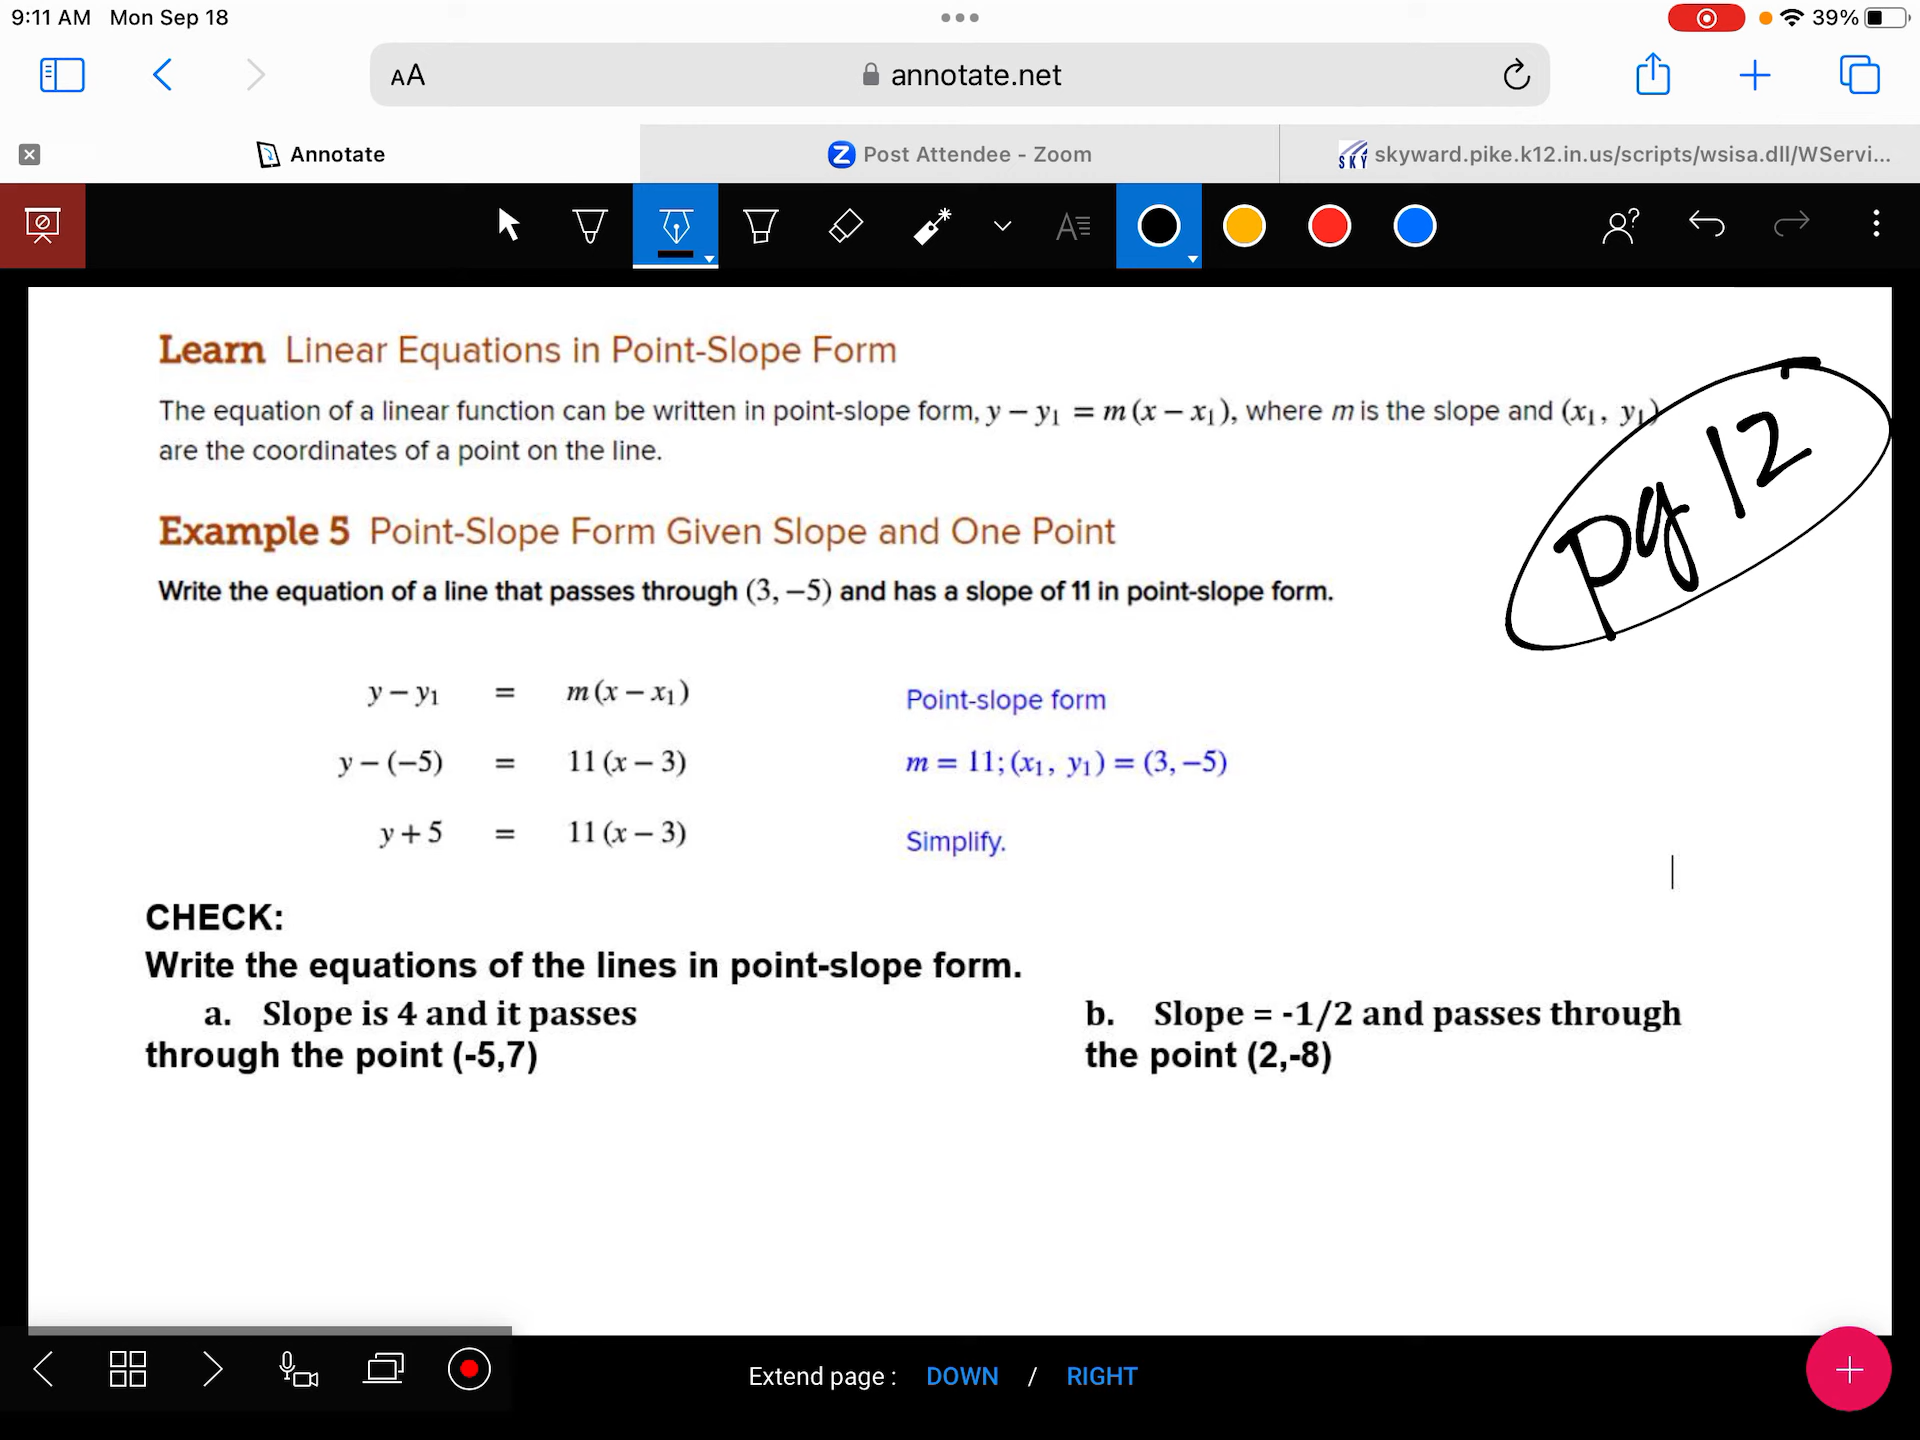 9:11 AM Mon Sep 18
39%
AA
annotate.net
Annotate
Post Attendee - Zoom
SKY
skyward.pike.k12.in.us/scripts/wsisa.dll/WServi...
Learn Linear Equations in Point-Slope Form
The equation of a linear function can be written in point-slope form, y − y₁ = m (x − x₁), where m is the slope and (x₁, y₁)
are the coordinates of a point on the line.
pg 12
Example 5 Point-Slope Form Given Slope and One Point
Write the equation of a line that passes through (3, −5) and has a slope of 11 in point-slope form.
y − y₁ = m (x − x₁) Point-slope form
y − (−5) = 11 (x − 3) m = 11; (x₁, y₁) = (3, −5)
y + 5 = 11 (x − 3) Simplify.
CHECK:
Write the equations of the lines in point-slope form.
a. Slope is 4 and it passes
through the point (-5,7)
b. Slope = -1/2 and passes through
the point (2,-8)
Extend page : DOWN / RIGHT